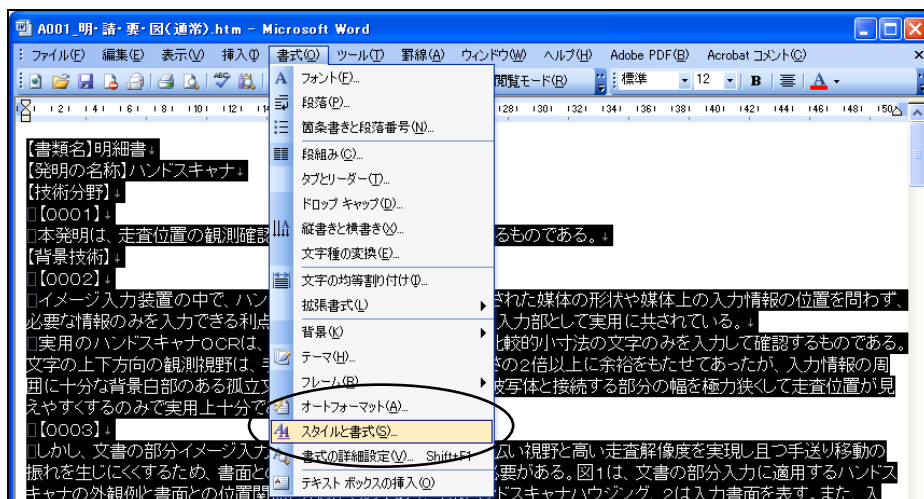 A001_明・請・要・図(通常).htm - Microsoft Word
ファイル(F) 編集(E) 表示(V) 挿入(I) 書式(O) ツール(T) 罫線(A) ウィンドウ(W) ヘルプ(H) Adobe PDF(B) Acrobat コメント(C)
閲覧モード(R) 標準 12 B A
フォント(F)...
段落(P)...
箇条書きと段落番号(N)...
段組み(C)...
タブとリーダー(T)...
ドロップ キャップ(D)...
縦書きと横書き(X)...
文字種の変換(E)...
文字の均等割り付け(I)...
拡張書式(L)
背景(K)
テーマ(H)...
フレーム(R)
オートフォーマット(A)...
スタイルと書式(S)...
書式の詳細設定(V)... Shift+F1
テキスト ボックスの挿入(O)
【書類名】明細書↓
【発明の名称】ハンドスキャナ↓
【技術分野】↓
□【0001】↓
□本発明は、走査位置の観測確認 るものである。↓
【背景技術】↓
□【0002】↓
□イメージ入力装置の中で、ハン された媒体の形状や媒体上の入力情報の位置を問わず、
必要な情報のみを入力できる利点 入力部として実用に共されている。↓
□実用のハンドスキャナOCRは、 比較的小寸法の文字のみを入力して確認するものである。
文字の上下方向の観測視野は、 の2倍以上に余裕をもたせてあったが、入力情報の周
囲に十分な背景白部のある孤立文 被写体と接続する部分の幅を極力狭くして走査位置が見
えやすくするのみで実用上十分で
□【0003】↓
□しかし、文書の部分イメージ入力 広い視野と高い走査解像度を実現し且つ手送り移動の
振れを生じにくくするため、書面と 要がある。図1は、文書の部分入力に適用するハンドス
キャナの外観例と書面との位置関 ドスキャナハウジング、2は入力書面を表す。また、入